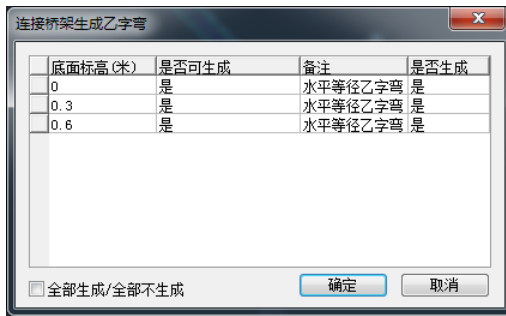 连接桥架生成乙字弯
底面标高(米) 是否可生成 备注 是否生成
0 是 水平等径乙字弯 是
0.3 是 水平等径乙字弯 是
0.6 是 水平等径乙字弯 是
全部生成/全部不生成 确定 取消